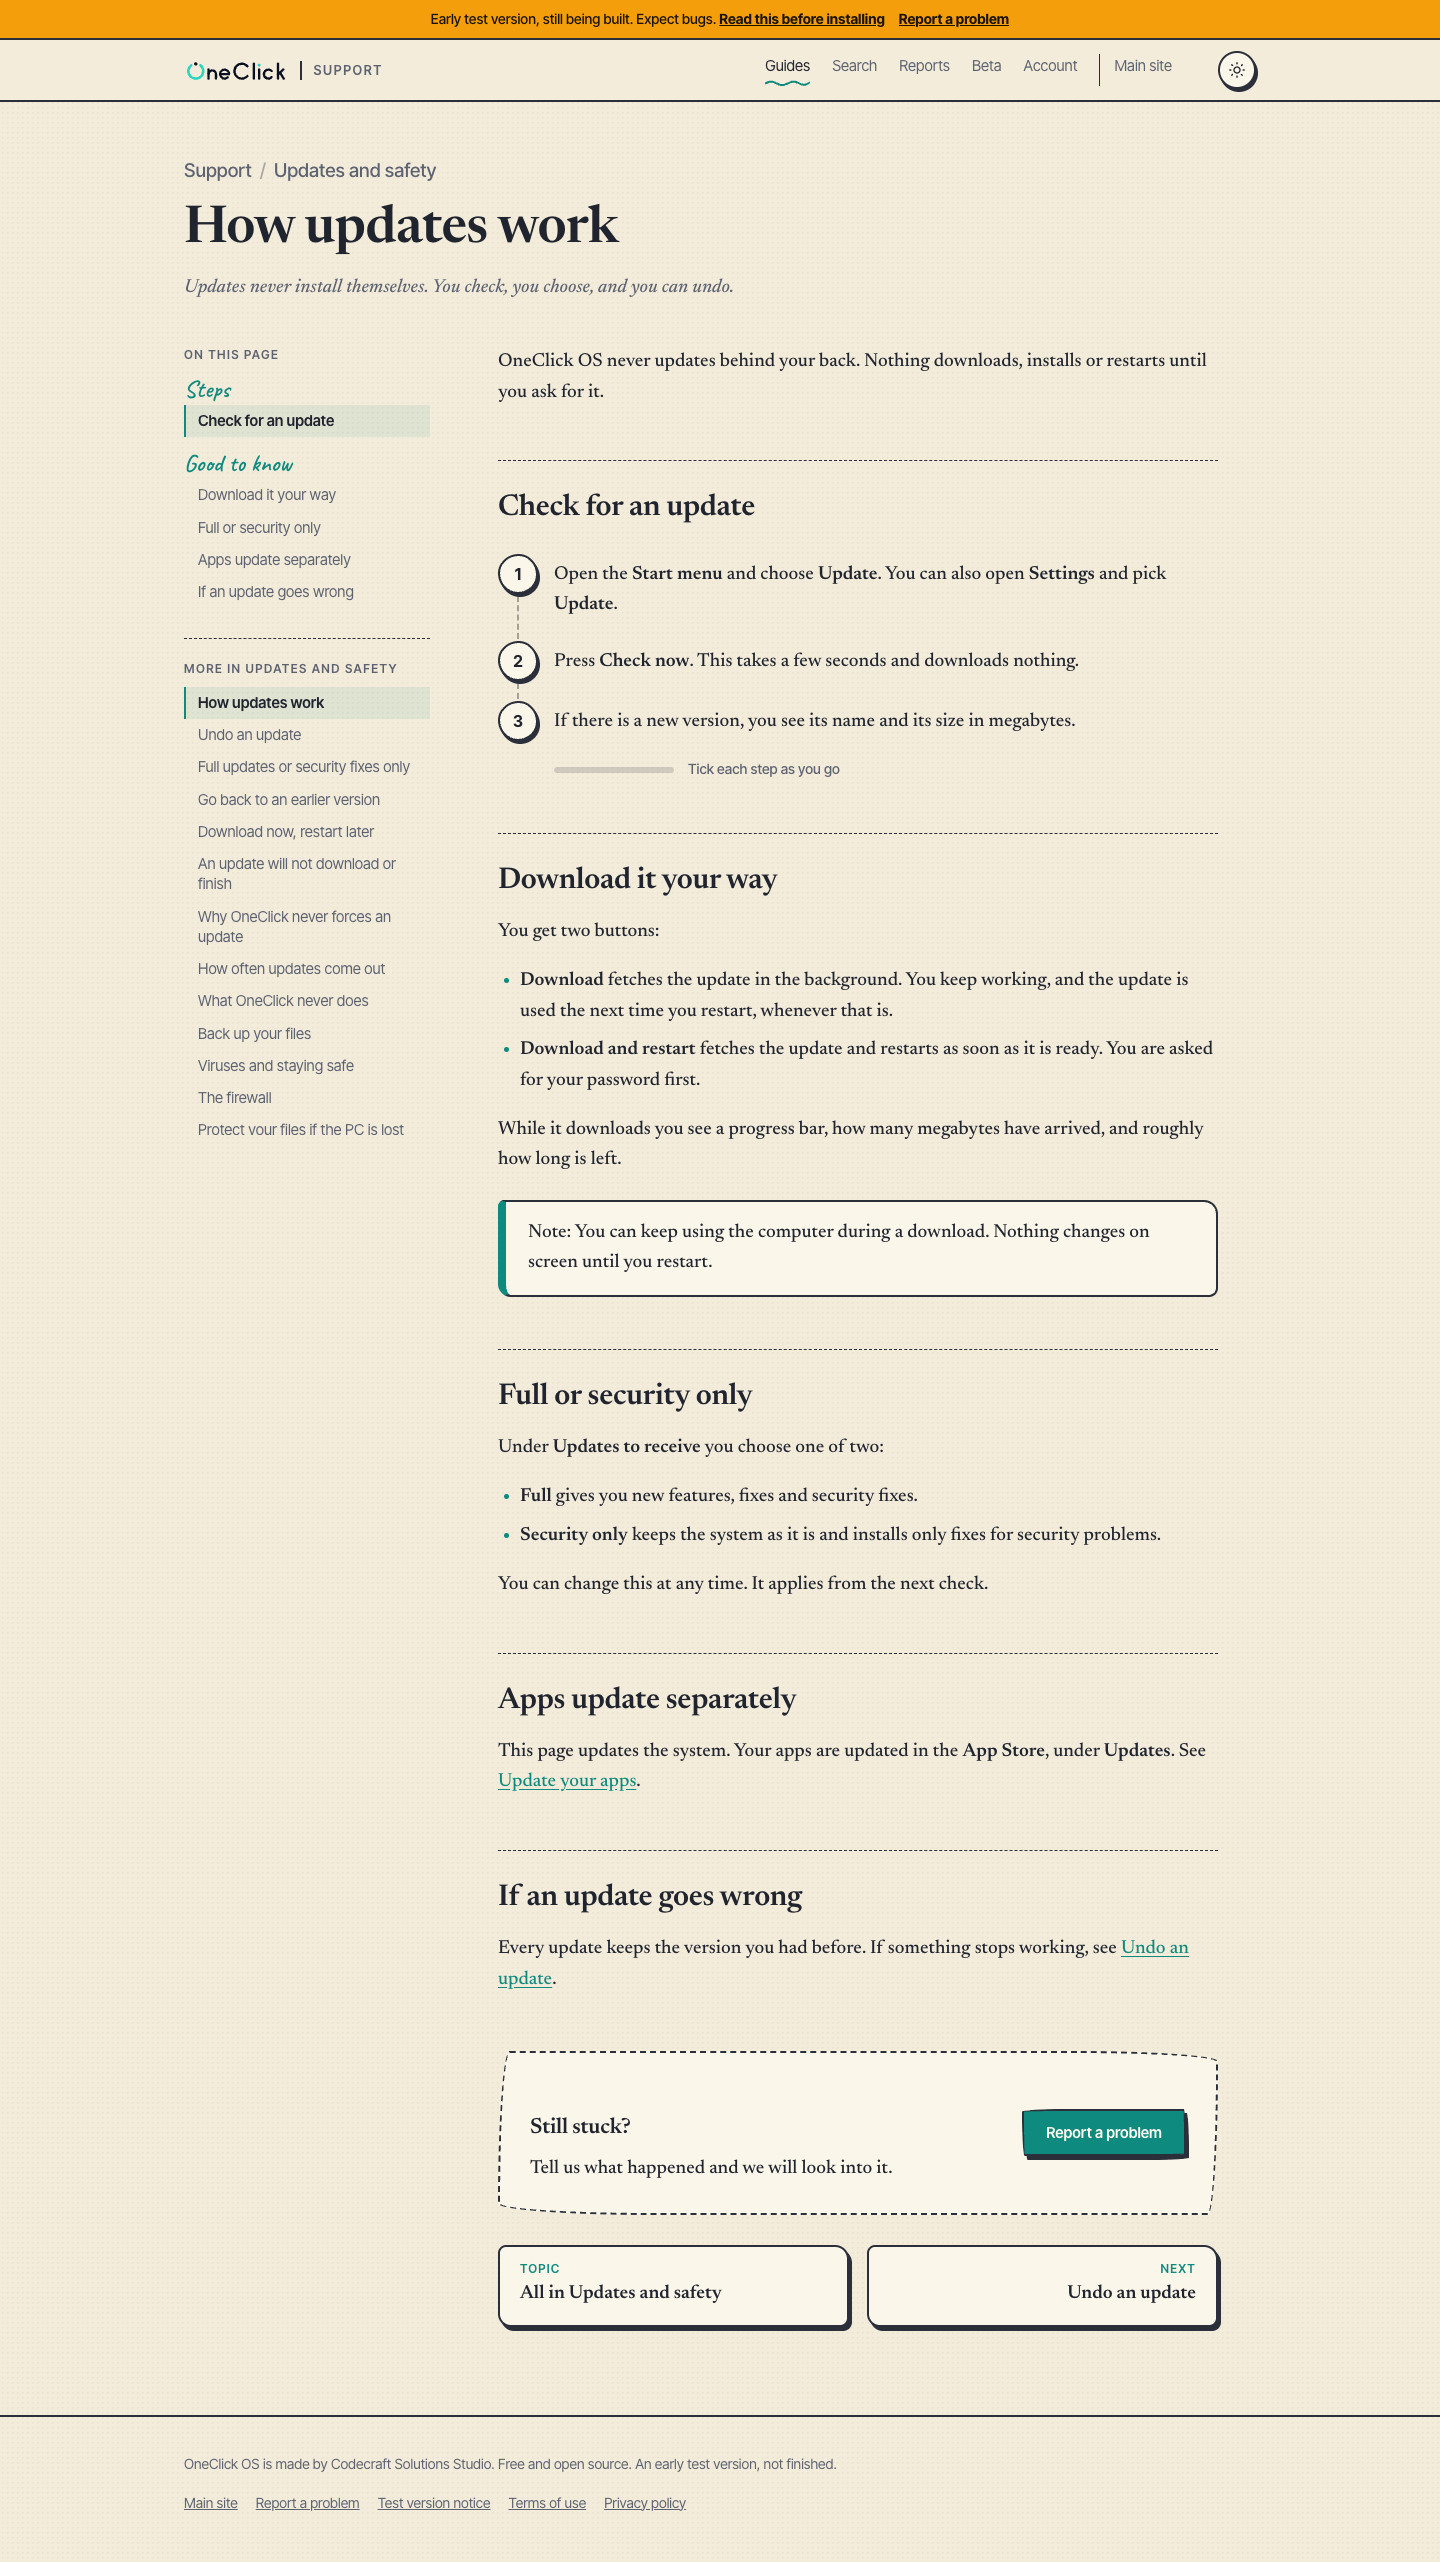 Early test version, still being built. Expect bugs. Read this before installing Report a problem
OneClick | SUPPORT
Guides Search Reports Beta Account Main site
Support / Updates and safety
How updates work
Updates never install themselves. You check, you choose, and you can undo.
ON THIS PAGE
Steps
Check for an update
Good to know
Download it your way
Full or security only
Apps update separately
If an update goes wrong
MORE IN UPDATES AND SAFETY
How updates work
Undo an update
Full updates or security fixes only
Go back to an earlier version
Download now, restart later
An update will not download or
finish
Why OneClick never forces an
update
How often updates come out
What OneClick never does
Back up your files
Viruses and staying safe
The firewall
Protect your files if the PC is lost
OneClick OS never updates behind your back. Nothing downloads, installs or restarts until
you ask for it.
Check for an update
1 Open the Start menu and choose Update. You can also open Settings and pick
Update.
2 Press Check now. This takes a few seconds and downloads nothing.
3 If there is a new version, you see its name and its size in megabytes.
Tick each step as you go
Download it your way
You get two buttons:
• Download fetches the update in the background. You keep working, and the update is
used the next time you restart, whenever that is.
• Download and restart fetches the update and restarts as soon as it is ready. You are asked
for your password first.
While it downloads you see a progress bar, how many megabytes have arrived, and roughly
how long is left.
Note: You can keep using the computer during a download. Nothing changes on
screen until you restart.
Full or security only
Under Updates to receive you choose one of two:
• Full gives you new features, fixes and security fixes.
• Security only keeps the system as it is and installs only fixes for security problems.
You can change this at any time. It applies from the next check.
Apps update separately
This page updates the system. Your apps are updated in the App Store, under Updates. See
Update your apps.
If an update goes wrong
Every update keeps the version you had before. If something stops working, see Undo an
update.
Still stuck?
Tell us what happened and we will look into it.
Report a problem
TOPIC
All in Updates and safety
NEXT
Undo an update
OneClick OS is made by Codecraft Solutions Studio. Free and open source. An early test version, not finished.
Main site Report a problem Test version notice Terms of use Privacy policy